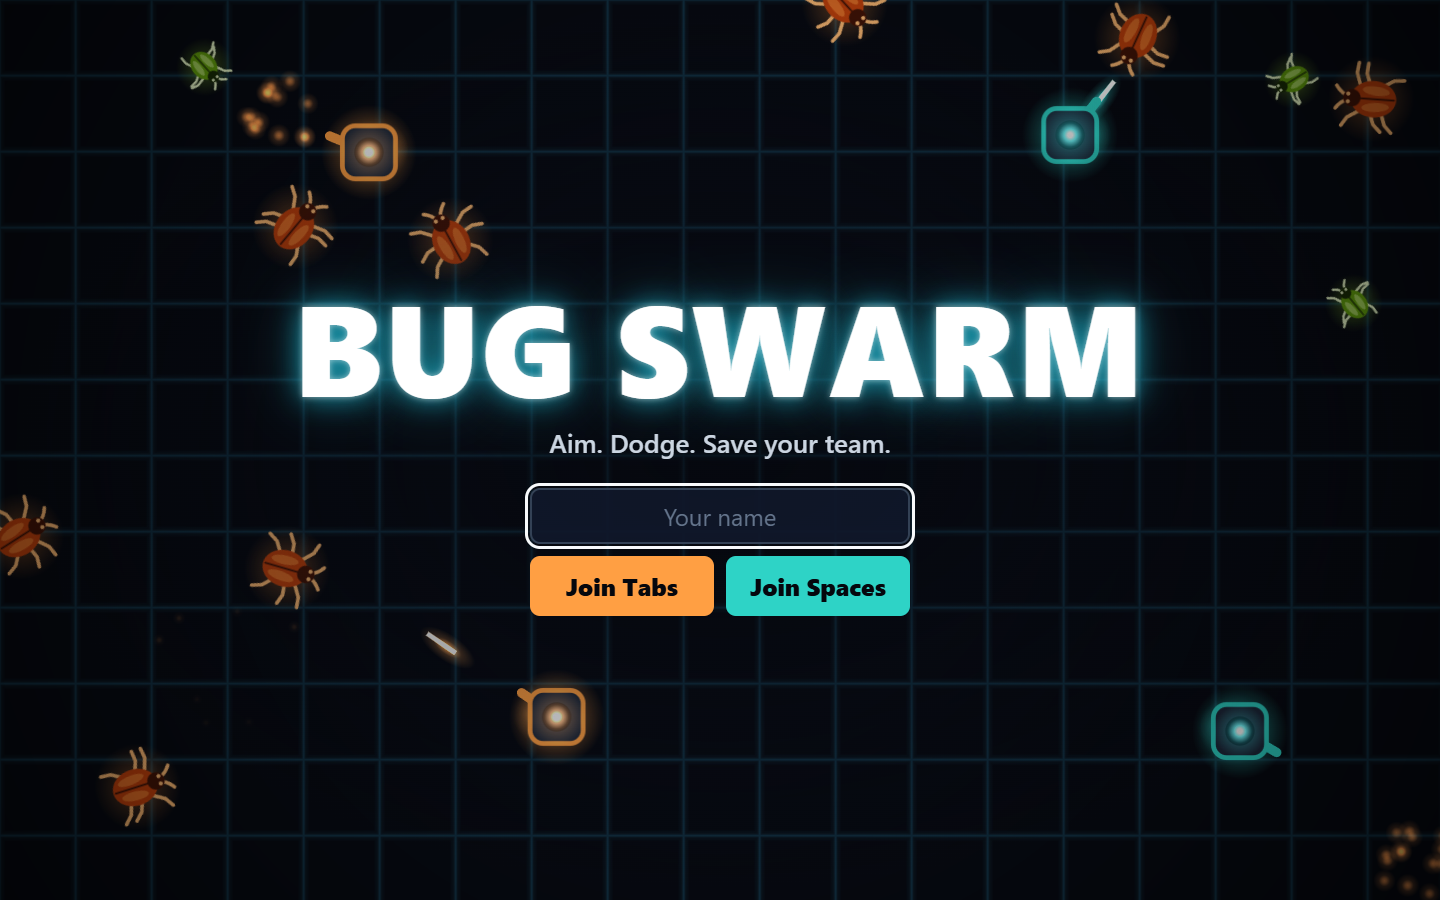 BUG SWARM
Aim. Dodge. Save your team.
Your name
Join Tabs
Join Spaces